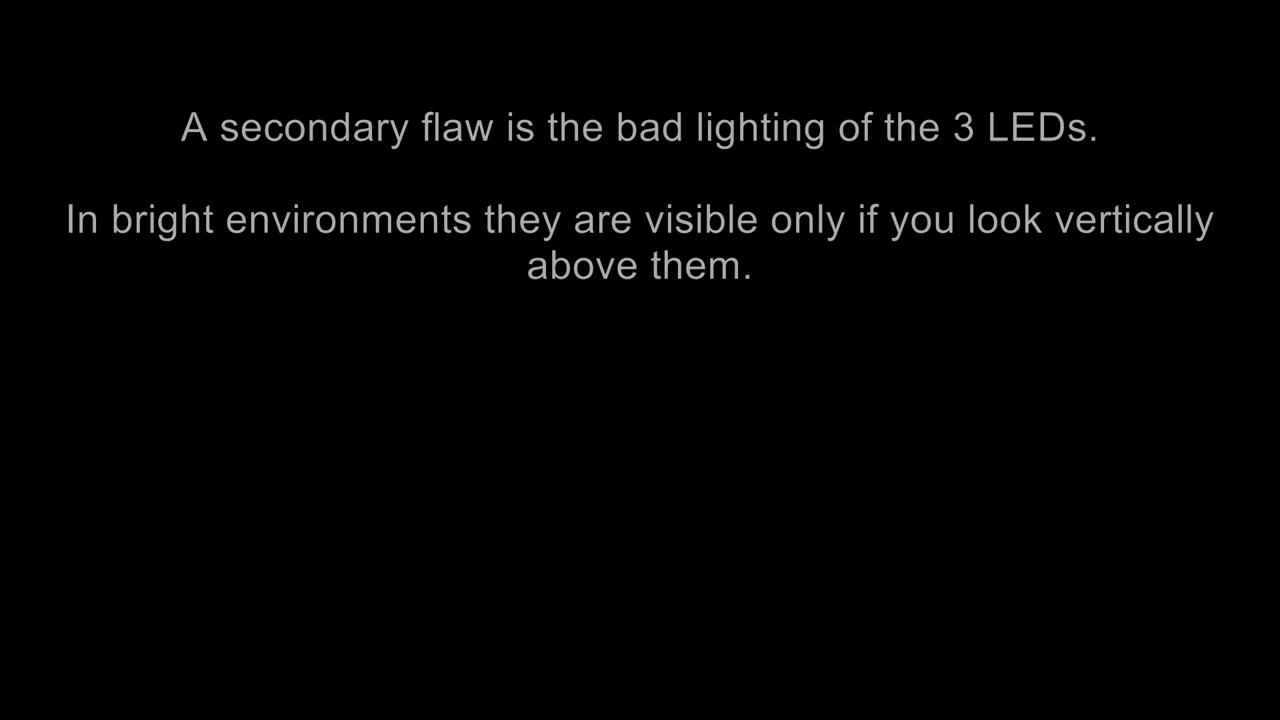 A secondary flaw is the bad lighting of the 3 LEDs.
In bright environments they are visible only if you look vertically
above them.